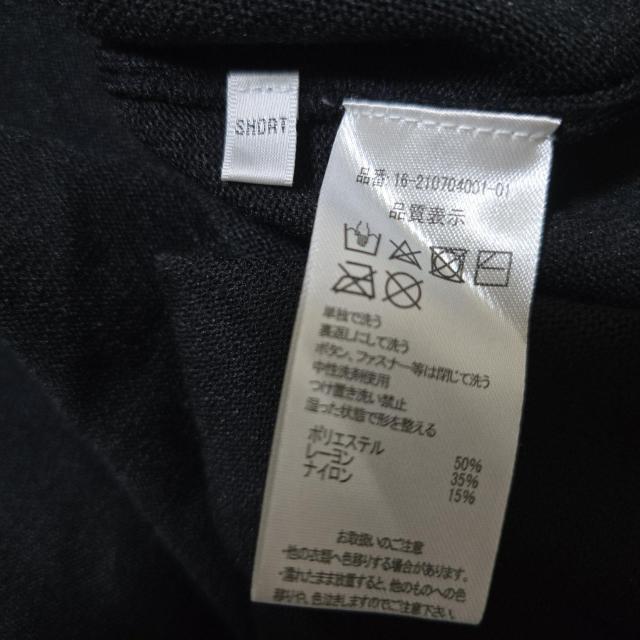 SHORT
品番:16-210704001-01
品質表示
単独で洗う
裏返しにして洗う
ボタン、ファスナー等は閉じて洗う
中性洗剤使用
つけ置き洗い禁止
湿った状態で形を整える
ポリエステル 50%
レーヨン 35%
ナイロン 15%
お取扱いのご注意
・他の衣類へ色移りする場合があります。
・濡れたまま放置すると、他のものへの色
移りや、色むらになりますのでご注意下さい。